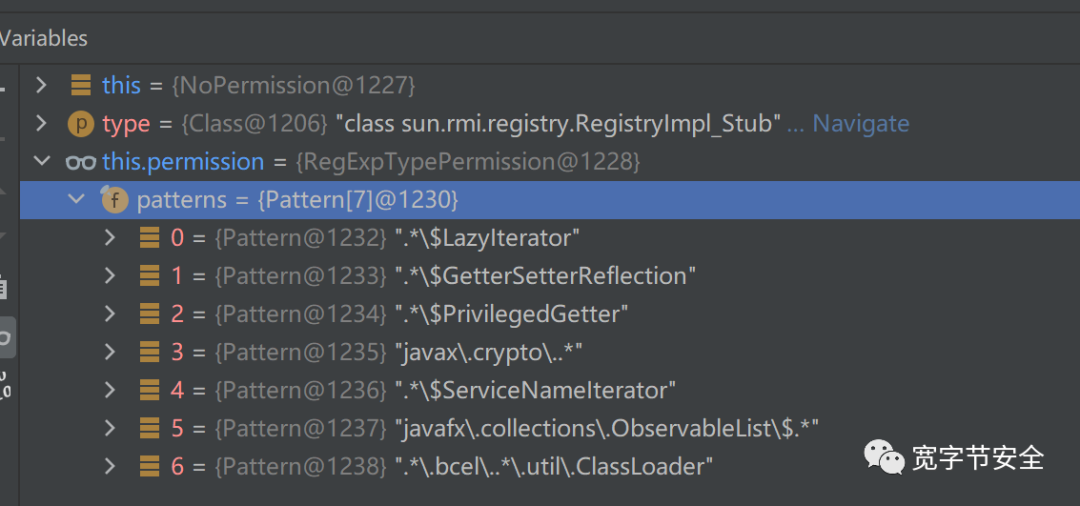 Variables
this = {NoPermission@1227}
p type = {Class@1206} "class sun.rmi.registry.RegistryImpl_Stub" ... Navigate
this.permission = {RegExpTypePermission@1228}
f patterns = {Pattern[7]@1230}
0 = {Pattern@1232} ".*\$LazyIterator"
1 = {Pattern@1233} ".*\$GetterSetterReflection"
2 = {Pattern@1234} ".*\$PrivilegedGetter"
3 = {Pattern@1235} "javax\.crypto\..*"
4 = {Pattern@1236} ".*\$ServiceNameIterator"
5 = {Pattern@1237} "javafx\.collections\.ObservableList\$.*"
6 = {Pattern@1238} ".*\.bcel\..*\.util\.ClassLoader"
宽字节安全